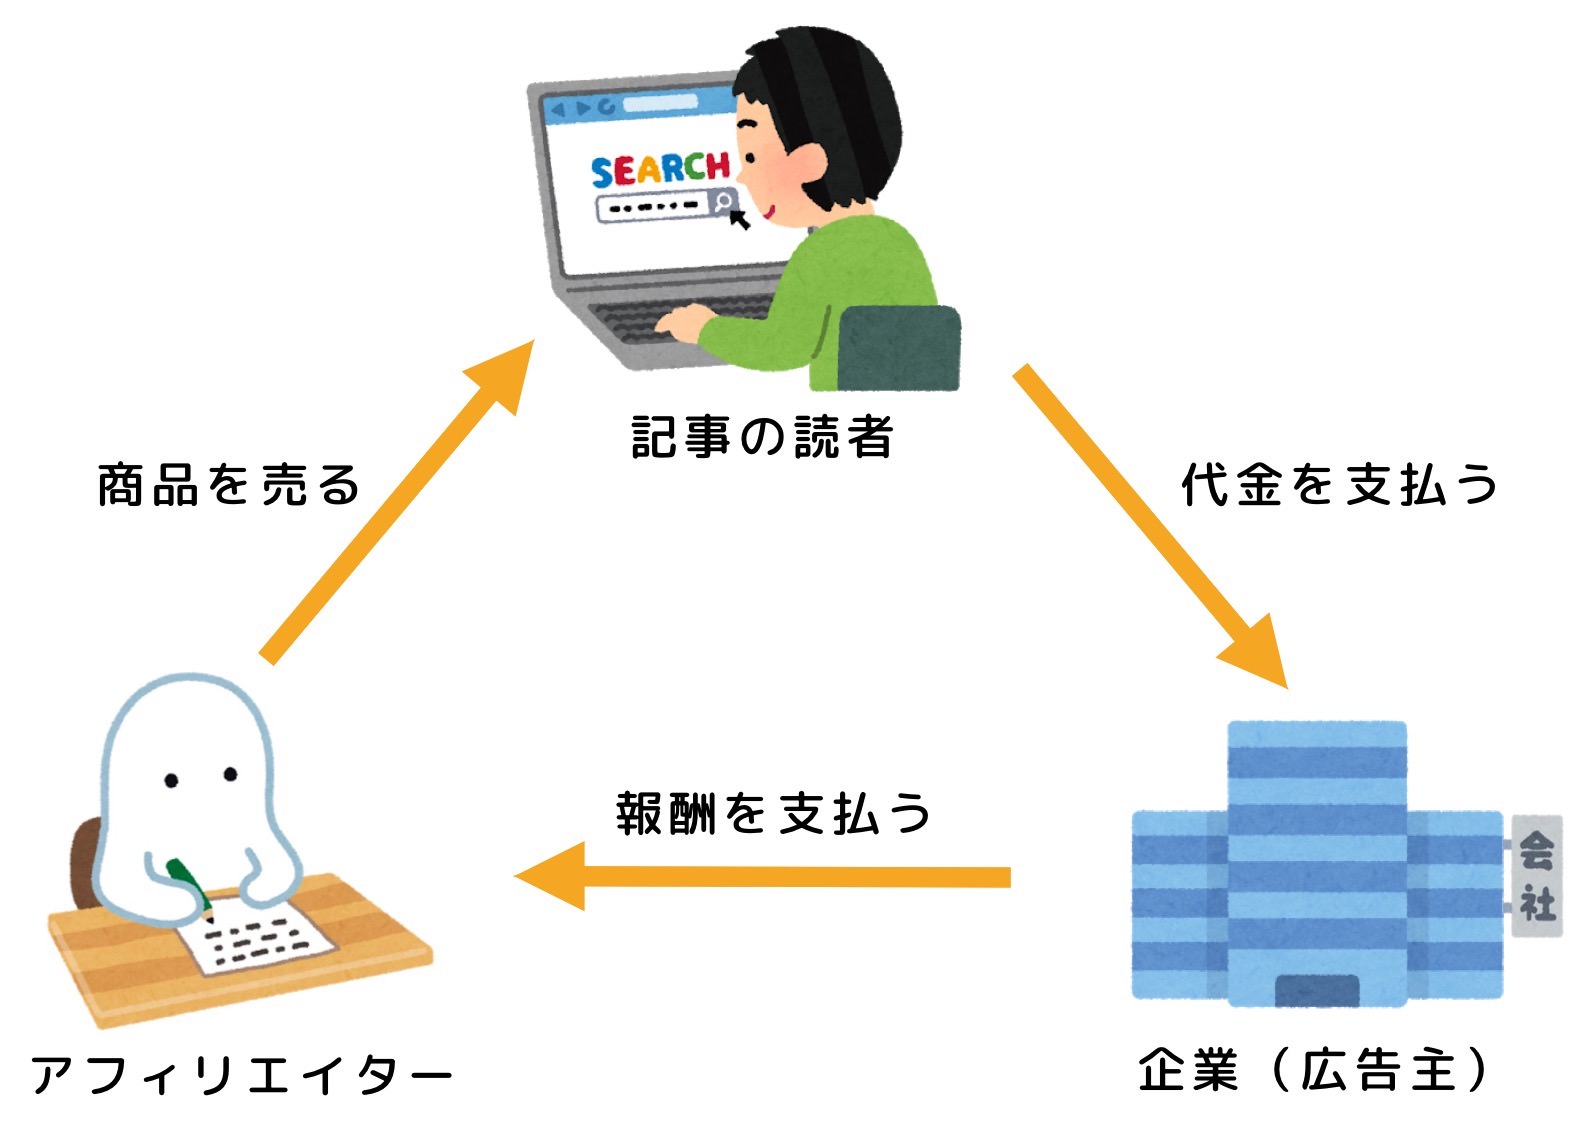 SEARCH
記事の読者
商品を売る
代金を支払う
報酬を支払う
会社
アフィリエイター
企業（広告主）